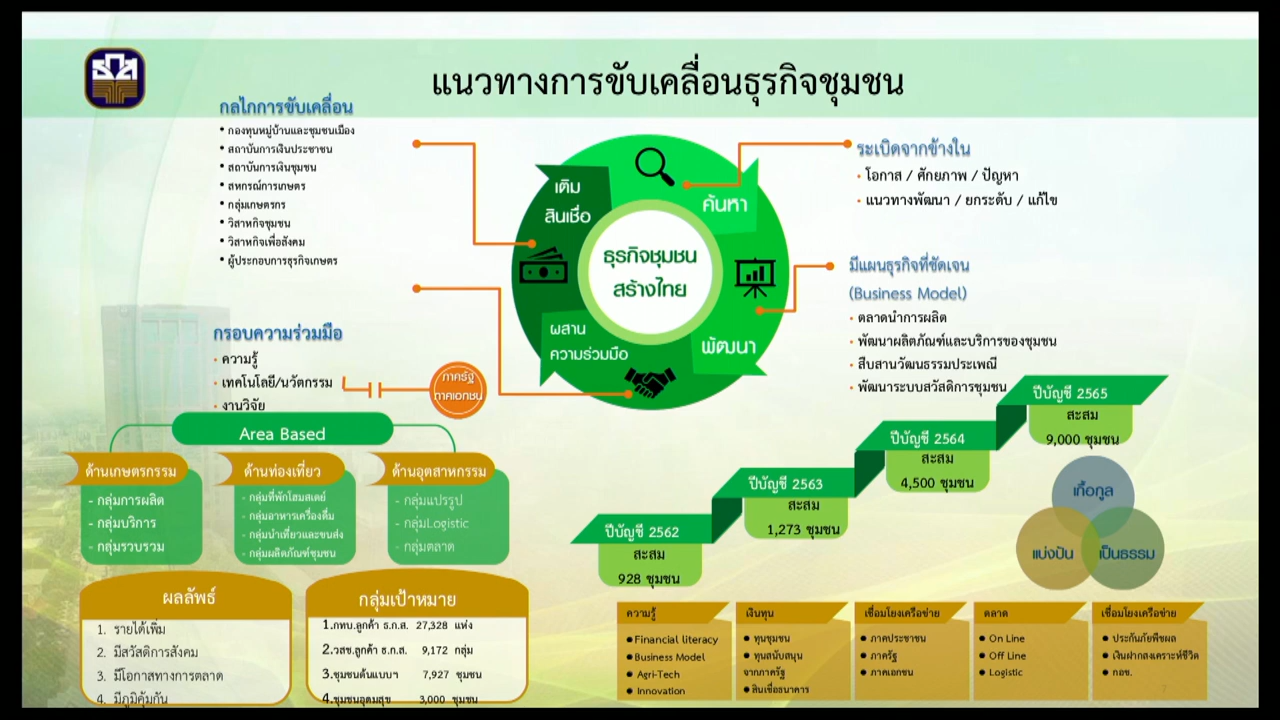 ธกส
แนวทางการขับเคลื่อนธุรกิจชุมชน
กลไกการขับเคลื่อน
• กองทุนหมู่บ้านและชุมชนเมือง
• สถาบันการเงินประชาชน
• สถาบันการเงินชุมชน
• สหกรณ์การเกษตร
• กลุ่มเกษตรกร
• วิสาหกิจชุมชน
• วิสาหกิจเพื่อสังคม
• ผู้ประกอบการธุรกิจเกษตร
เติม
สินเชื่อ
ค้นหา
ธุรกิจชุมชน
สร้างไทย
ผสาน
ความร่วมมือ
พัฒนา
ระเบิดจากข้างใน
• โอกาส / ศักยภาพ / ปัญหา
• แนวทางพัฒนา / ยกระดับ / แก้ไข
มีแผนธุรกิจที่ชัดเจน
(Business Model)
• ตลาดนำการผลิต
• พัฒนาผลิตภัณฑ์และบริการของชุมชน
• สืบสานวัฒนธรรมประเพณี
• พัฒนาระบบสวัสดิการชุมชน
กรอบความร่วมมือ
• ความรู้
• เทคโนโลยี/นวัตกรรม
• งานวิจัย
ภาครัฐ
ภาคเอกชน
Area Based
ด้านเกษตรกรรม
- กลุ่มการผลิต
- กลุ่มบริการ
- กลุ่มรวบรวม
ด้านท่องเที่ยว
- กลุ่มที่พักโฮมสเตย์
- กลุ่มอาหารเครื่องดื่ม
- กลุ่มนำเที่ยวและขนส่ง
- กลุ่มผลิตภัณฑ์ชุมชน
ด้านอุตสาหกรรม
- กลุ่มแปรรูป
- กลุ่มLogistic
- กลุ่มตลาด
ปีบัญชี 2562
สะสม
928 ชุมชน
ปีบัญชี 2563
สะสม
1,273 ชุมชน
ปีบัญชี 2564
สะสม
4,500 ชุมชน
ปีบัญชี 2565
สะสม
9,000 ชุมชน
เกื้อกูล
แบ่งปัน
เป็นธรรม
ผลลัพธ์
1. รายได้เพิ่ม
2. มีสวัสดิการสังคม
3. มีโอกาสทางการตลาด
4. มีภูมิคุ้มกัน
กลุ่มเป้าหมาย
1.กทบ.ลูกค้า ธ.ก.ส. 27,328 แห่ง
2.วสช.ลูกค้า ธ.ก.ส. 9,172 กลุ่ม
3.ชุมชนต้นแบบฯ 7,927 ชุมชน
4.ชุมชนอุดมสุข 3,000 ชุมชน
ความรู้
● Financial literacy
● Business Model
● Agri-Tech
● Innovation
เงินทุน
● ทุนชุมชน
● ทุนสนับสนุน
จากภาครัฐ
● สินเชื่อธนาคาร
เชื่อมโยงเครือข่าย
● ภาคประชาชน
● ภาครัฐ
● ภาคเอกชน
ตลาด
● On Line
● Off Line
● Logistic
เชื่อมโยงเครือข่าย
● ประกันภัยพืชผล
● เงินฝากสงเคราะห์ชีวิต
● กอช.
7